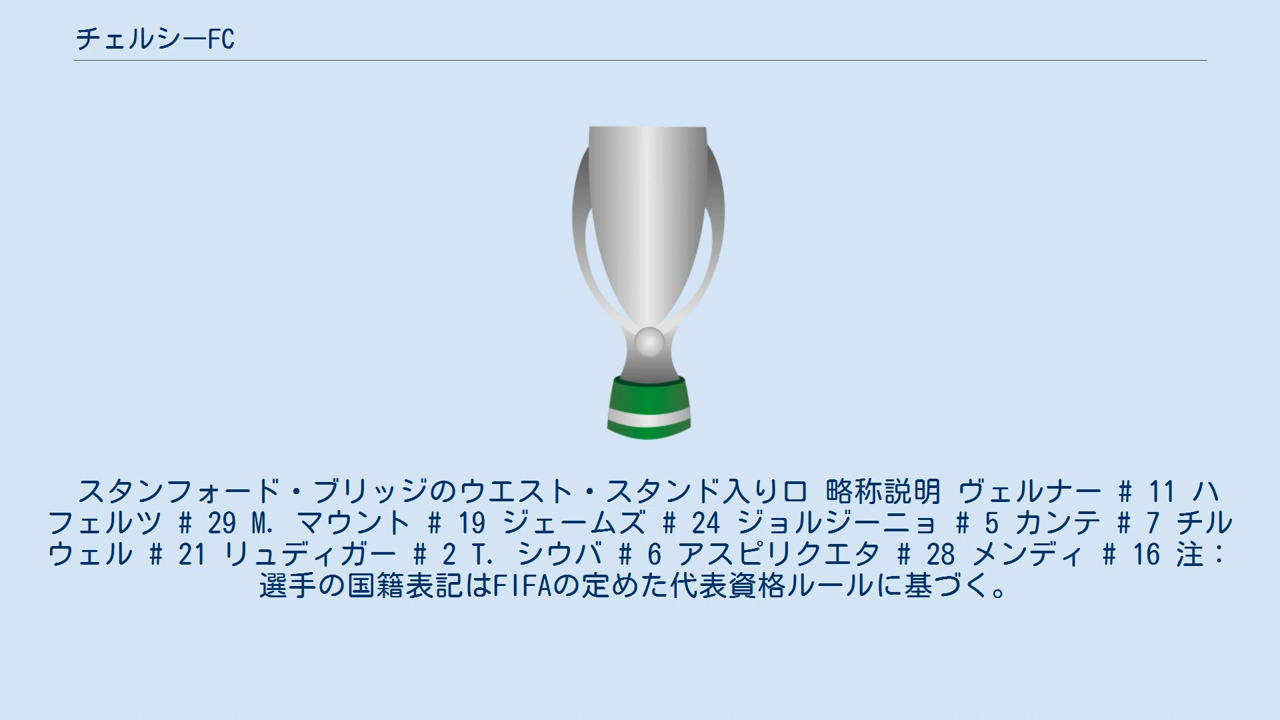 チェルシーFC
スタンフォード・ブリッジのウエスト・スタンド入り口 略称説明 ヴェルナー # 11 ハ
フェルツ # 29 M. マウント # 19 ジェームズ # 24 ジョルジーニョ # 5 カンテ # 7 チル
ウェル # 21 リュディガー # 2 T. シウバ # 6 アスピリクエタ # 28 メンディ # 16 注：
選手の国籍表記はFIFAの定めた代表資格ルールに基づく。